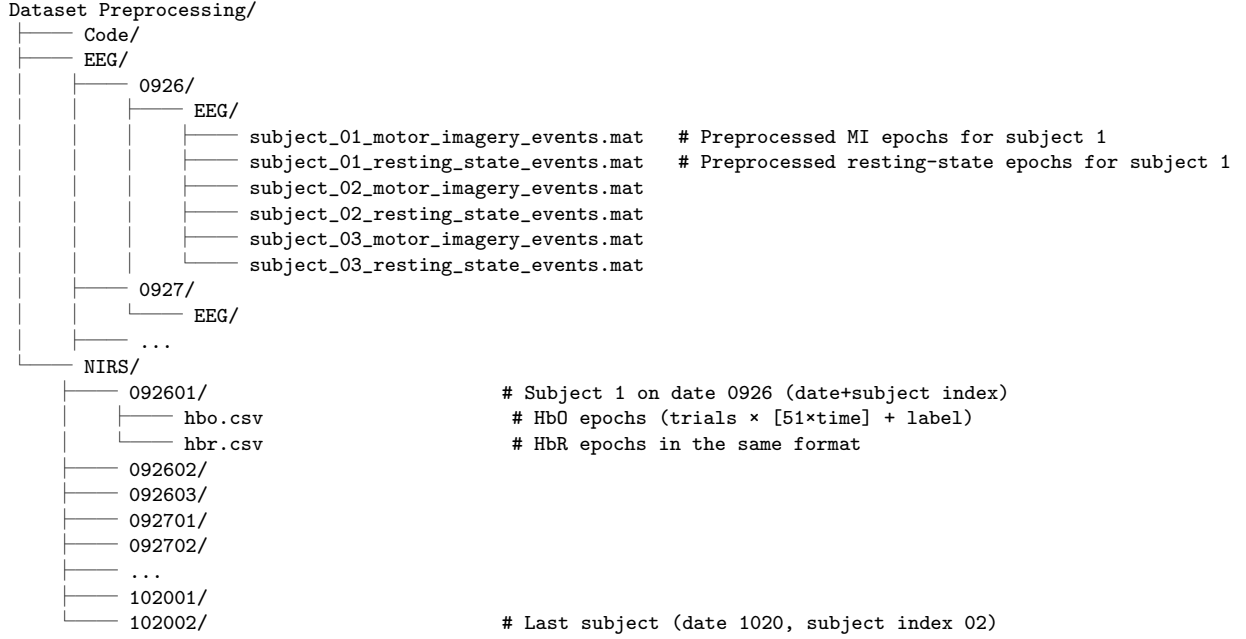 Dataset Preprocessing/
Code/
EEG/
0926/
EEG/
subject_01_motor_imagery_events.mat # Preprocessed MI epochs for subject 1
subject_01_resting_state_events.mat # Preprocessed resting-state epochs for subject 1
subject_02_motor_imagery_events.mat
subject_02_resting_state_events.mat
subject_03_motor_imagery_events.mat
subject_03_resting_state_events.mat
0927/
EEG/
...
NIRS/
092601/ # Subject 1 on date 0926 (date+subject index)
hbo.csv # HbO epochs (trials × [51×time] + label)
hbr.csv # HbR epochs in the same format
092602/
092603/
092701/
092702/
...
102001/
102002/ # Last subject (date 1020, subject index 02)